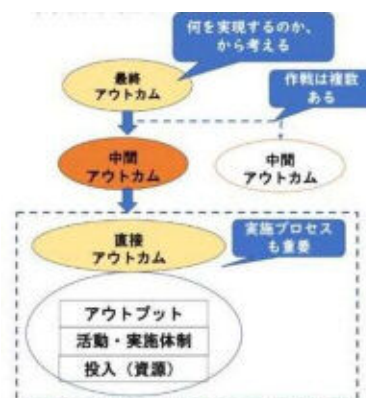 何を実現するのか、
から考える
最終
アウトカム
作戦は複数
ある
中間
アウトカム
中間
アウトカム
直接
アウトカム
実施プロセス
も重要
アウトプット
活動・実施体制
投入（資源）